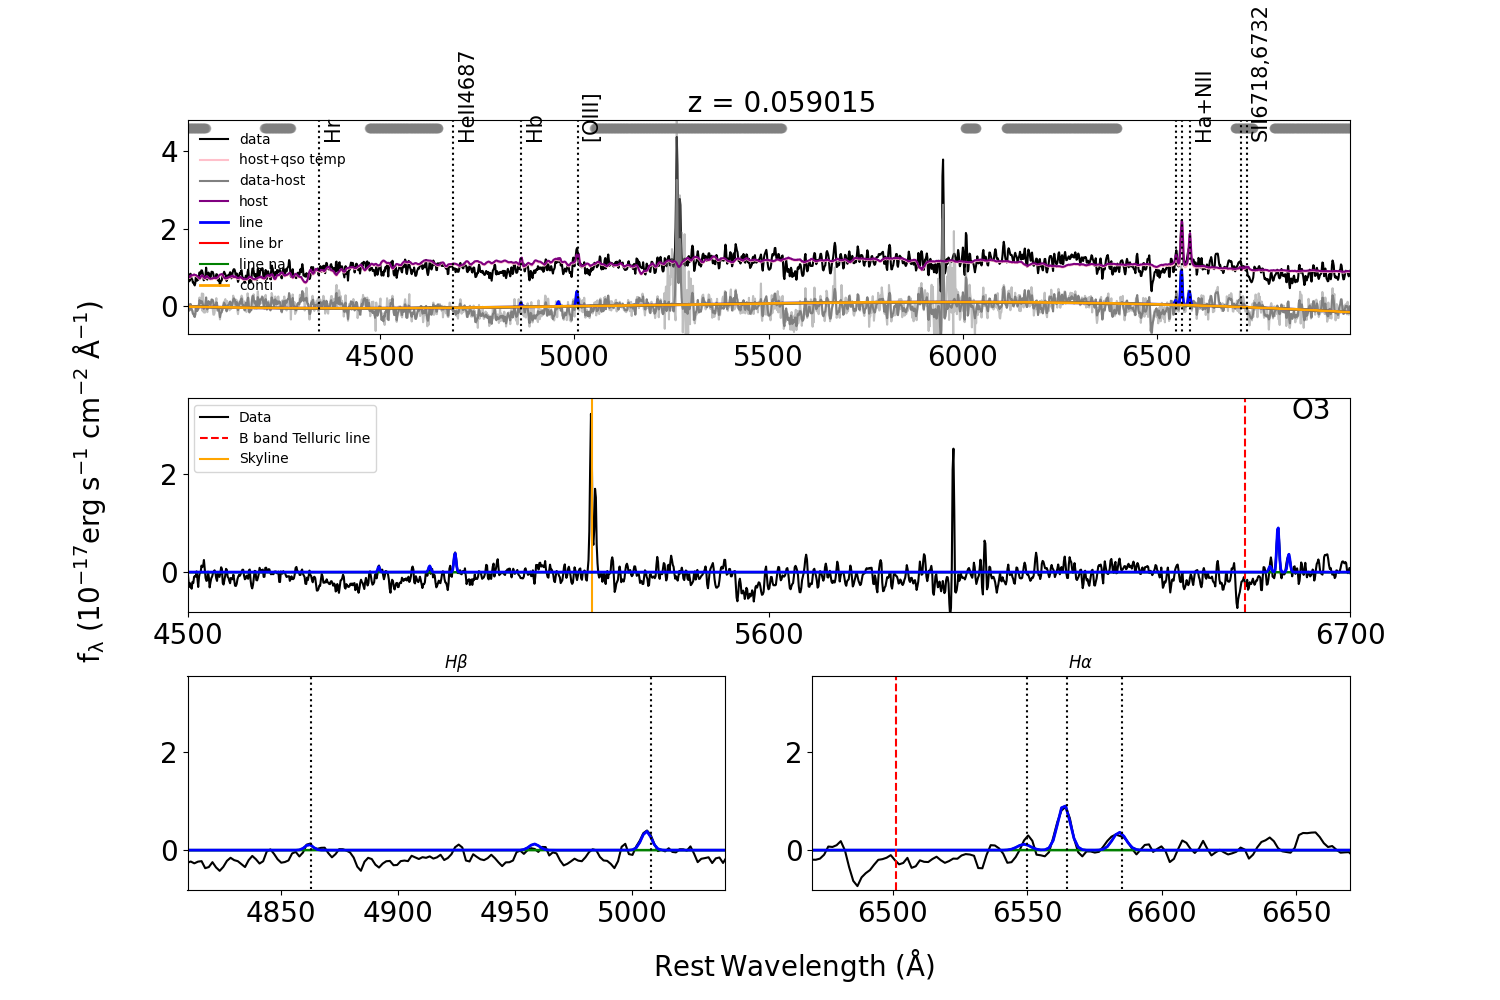 z = 0.059015
Hr
HeII4687
Hb
[OIII]
Ha+NII
SII6718,6732
data
host+qso temp
data-host
host
line
line br
line na
conti
4
2
0
4500 5000 5500 6000 6500
O3
Data
B band Telluric line
Skyline
2
0
4500 5600 6700
fλ (10⁻¹⁷erg s⁻¹ cm⁻² Å⁻¹)
Hβ
2
0
4850 4900 4950 5000
Hα
2
0
6500 6550 6600 6650
Rest Wavelength (Å)